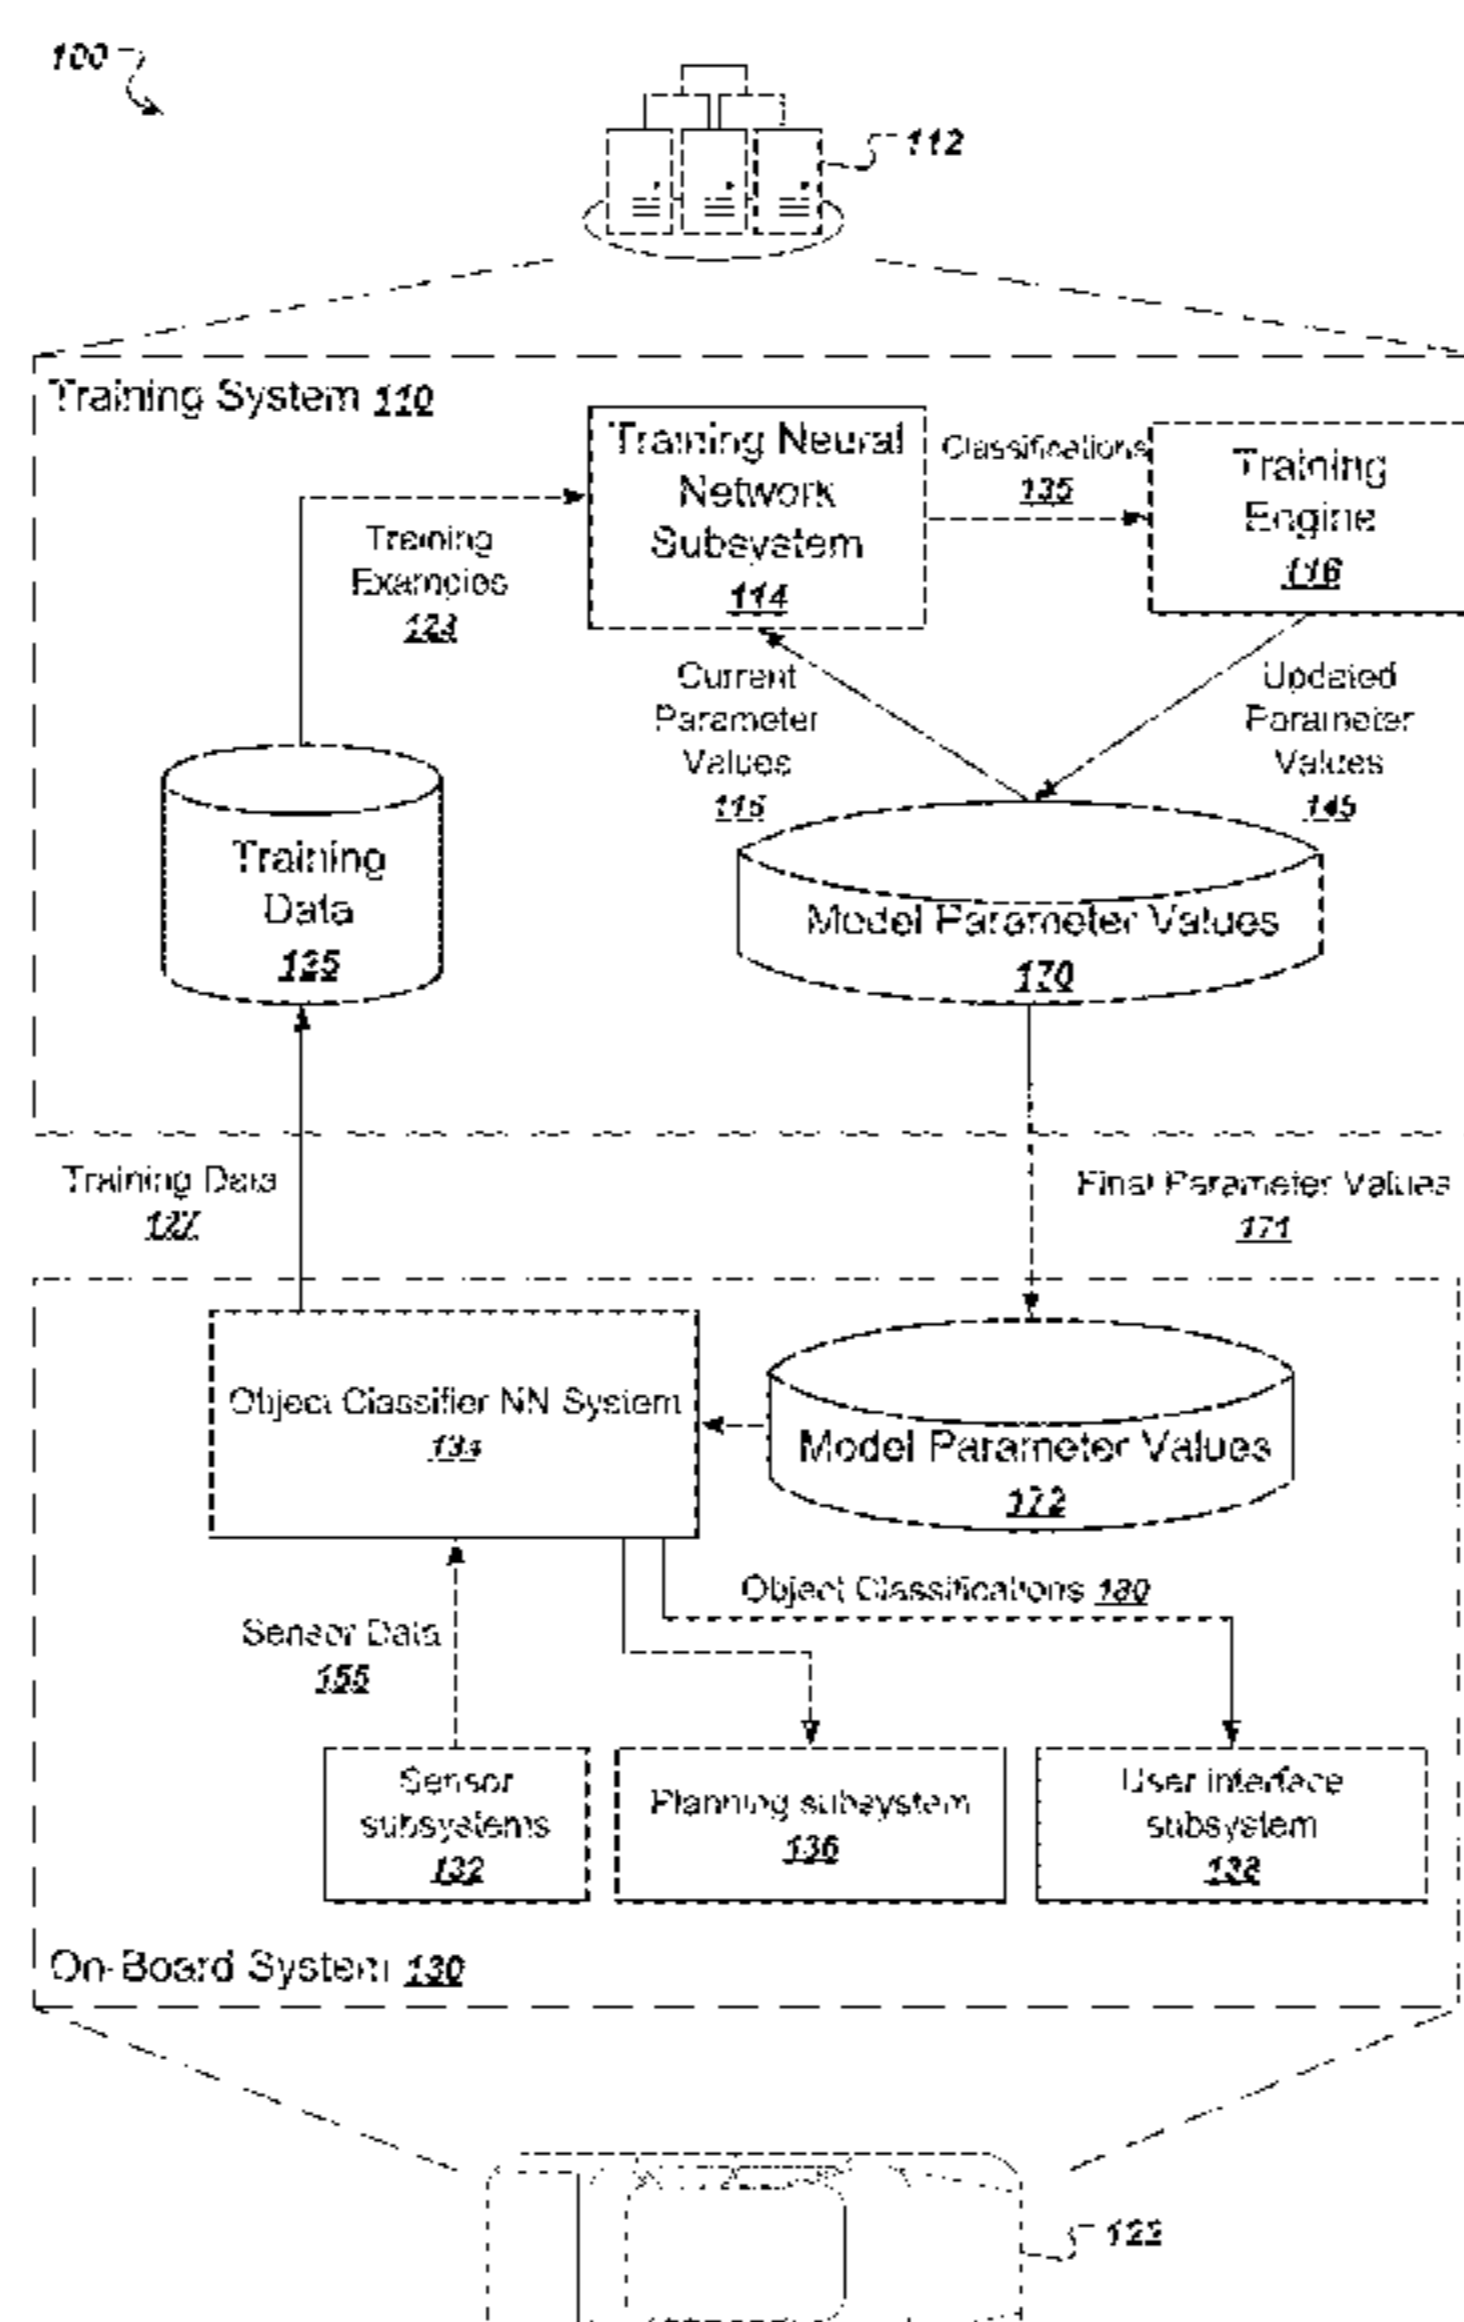 100
112
Training System 110
Training Neural
Network
Subsystem
114
Classifications
135
Training
Engine
116
Training
Examples
123
Current
Parameter
Values
115
Updated
Parameter
Values
145
Training
Data
125
Model Parameter Values
170
Training Data
127
Final Parameter Values
171
Object Classifier NN System
134
Model Parameter Values
172
Object Classifications 180
Sensor Data
155
Sensor
subsystems
132
Planning subsystem
136
User interface
subsystem
138
On-Board System 130
122